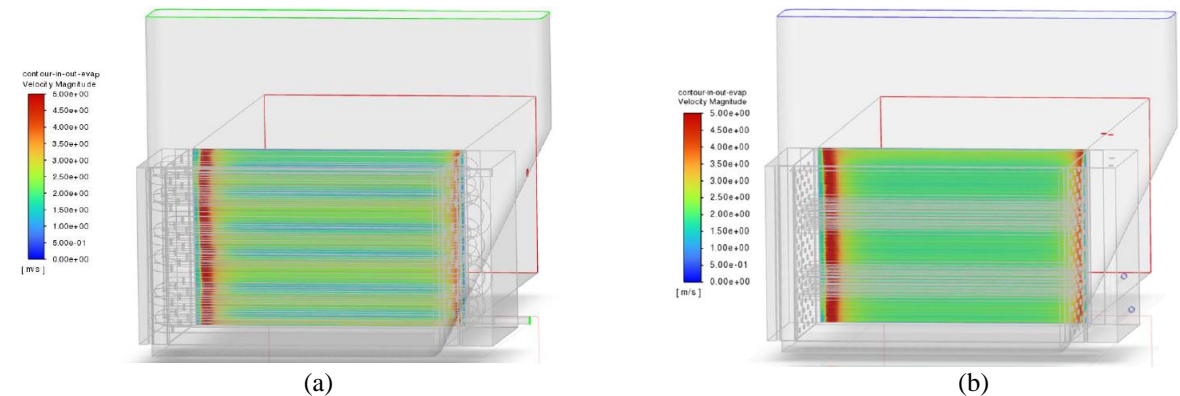 contour-in-out-evap
Velocity Magnitude
5.00e+00
4.50e+00
4.00e+00
3.50e+00
3.00e+00
2.50e+00
2.00e+00
1.50e+00
1.00e+00
5.00e-01
0.00e+00
[ m/s ]
(a)
contour-in-out-evap
Velocity Magnitude
5.00e+00
4.50e+00
4.00e+00
3.50e+00
3.00e+00
2.50e+00
2.00e+00
1.50e+00
1.00e+00
5.00e-01
0.00e+00
[ m/s ]
(b)